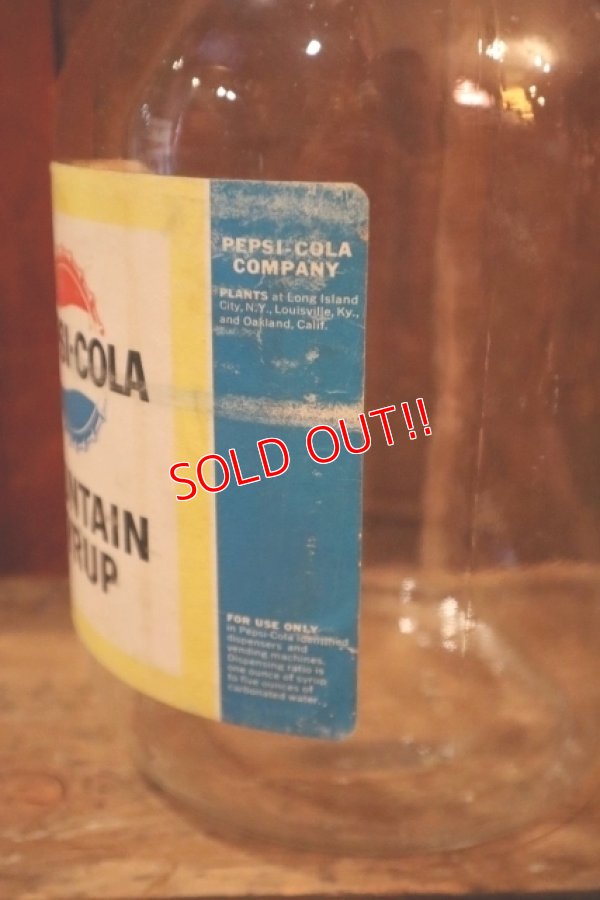 SI-COLA
NTAIN
RUP
PEPSI-COLA
COMPANY
PLANTS at Long Island
City, N.Y., Louisville, Ky.,
and Oakland, Calif.
SOLD OUT!!
FOR USE ONLY
in Pepsi-Cola identified
dispensers and
vending machines.
Dispensing ratio is
one ounce of syrup
to five ounces of
carbonated water.